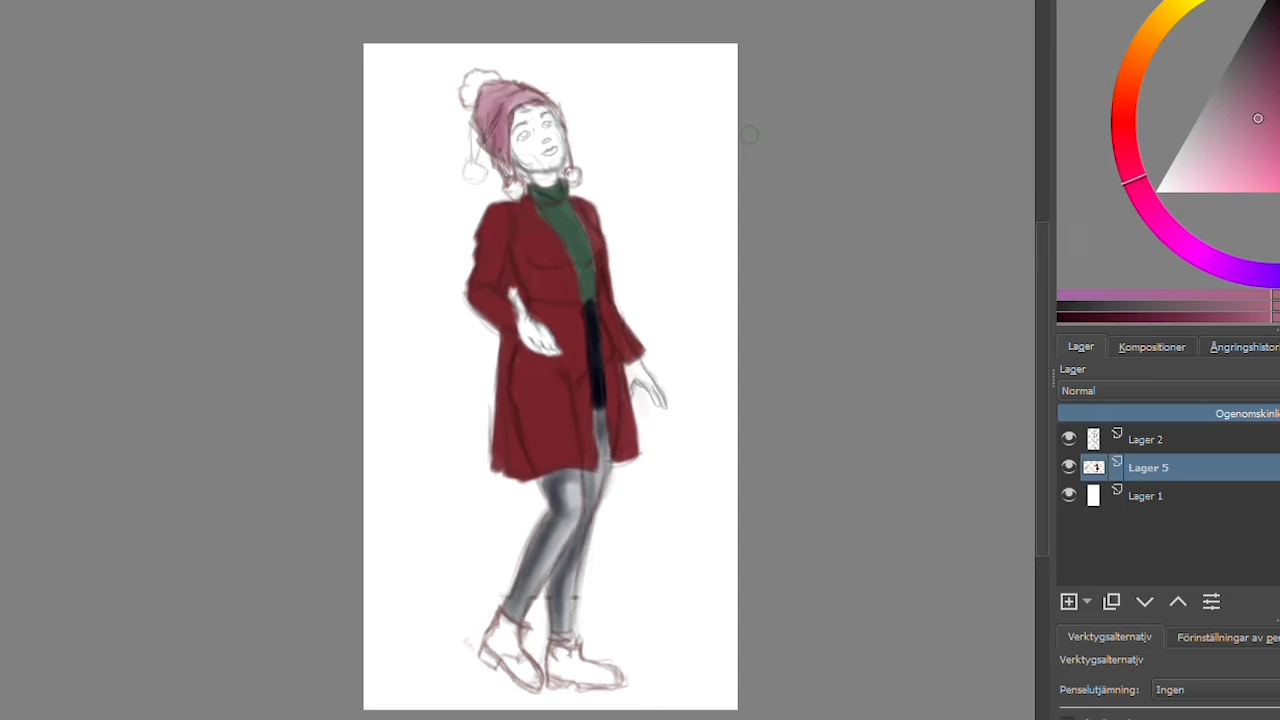 Lager
Kompositioner
Ångringshistor
Lager
Normal
Ogenomskinli
Lager 2
Lager 5
Lager 1
Verktygsalternativ
Förinställningar av pe
Verktygsalternativ
Penselutjämning:
Ingen